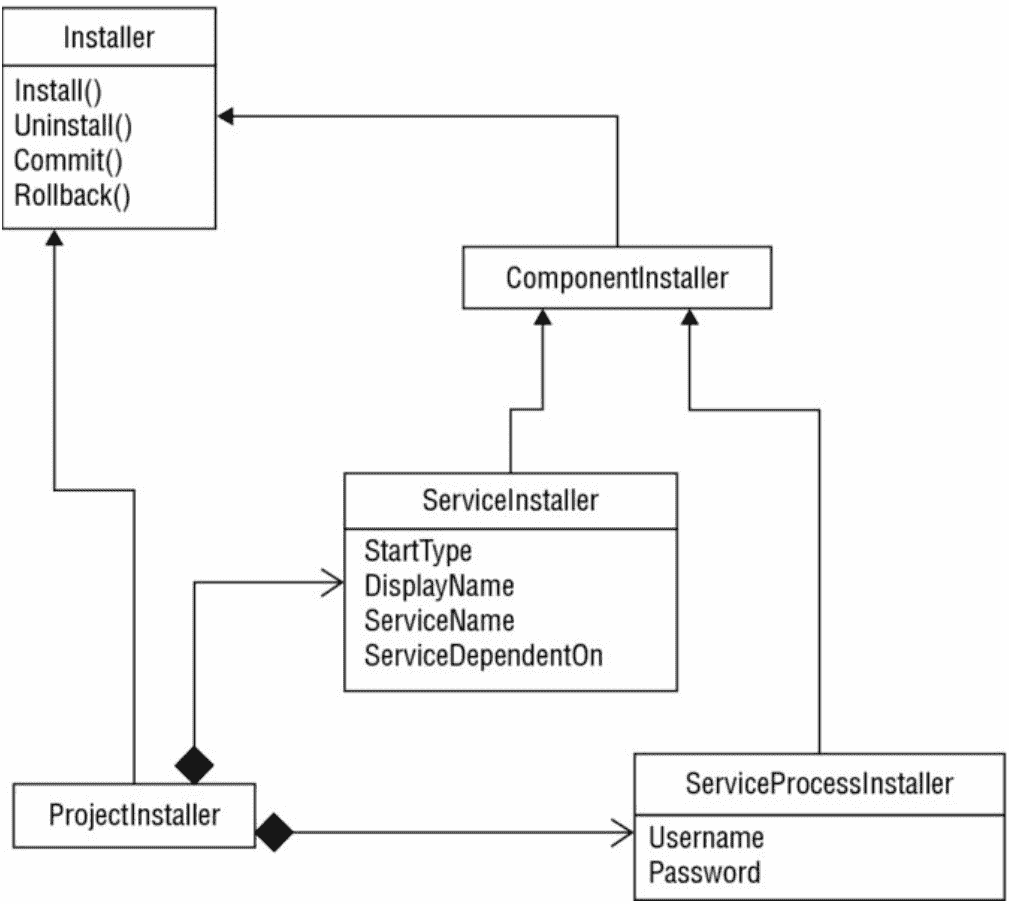 Installer
Install()
Uninstall()
Commit()
Rollback()
ComponentInstaller
ServiceInstaller
StartType
DisplayName
ServiceName
ServiceDependentOn
ProjectInstaller
ServiceProcessInstaller
Username
Password